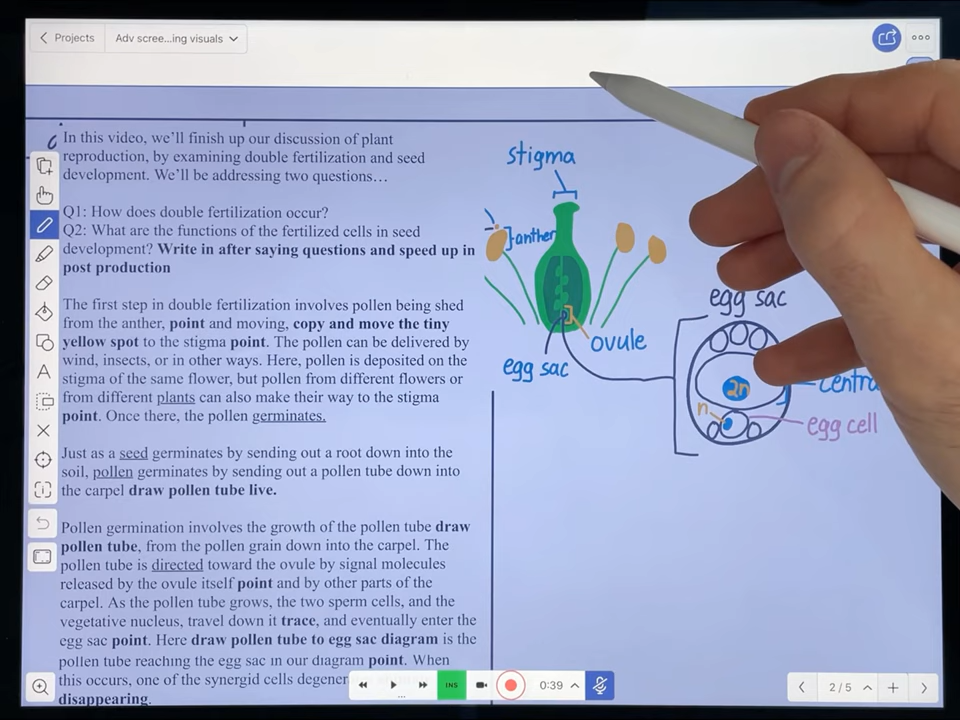 Projects
Adv scree...ing visuals
In this video, we'll finish up our discussion of plant
reproduction, by examining double fertilization and seed
development. We'll be addressing two questions…
Q1: How does double fertilization occur?
Q2: What are the functions of the fertilized cells in seed
development? Write in after saying questions and speed up in
post production
The first step in double fertilization involves pollen being shed
from the anther, point and moving, copy and move the tiny
yellow spot to the stigma point. The pollen can be delivered by
wind, insects, or in other ways. Here, pollen is deposited on the
stigma of the same flower, but pollen from different flowers or
from different plants can also make their way to the stigma
point. Once there, the pollen germinates.
Just as a seed germinates by sending out a root down into the
soil, pollen germinates by sending out a pollen tube down into
the carpel draw pollen tube live.
Pollen germination involves the growth of the pollen tube draw
pollen tube, from the pollen grain down into the carpel. The
pollen tube is directed toward the ovule by signal molecules
released by the ovule itself point and by other parts of the
carpel. As the pollen tube grows, the two sperm cells, and the
vegetative nucleus, travel down it trace, and eventually enter the
egg sac point. Here draw pollen tube to egg sac diagram is the
pollen tube reaching the egg sac in our diagram point. When
this occurs, one of the synergid cells degener
disappearing.
stigma
anther
ovule
egg sac
egg sac
2n
centra
n
egg cell
A
INS
0:39
2/5